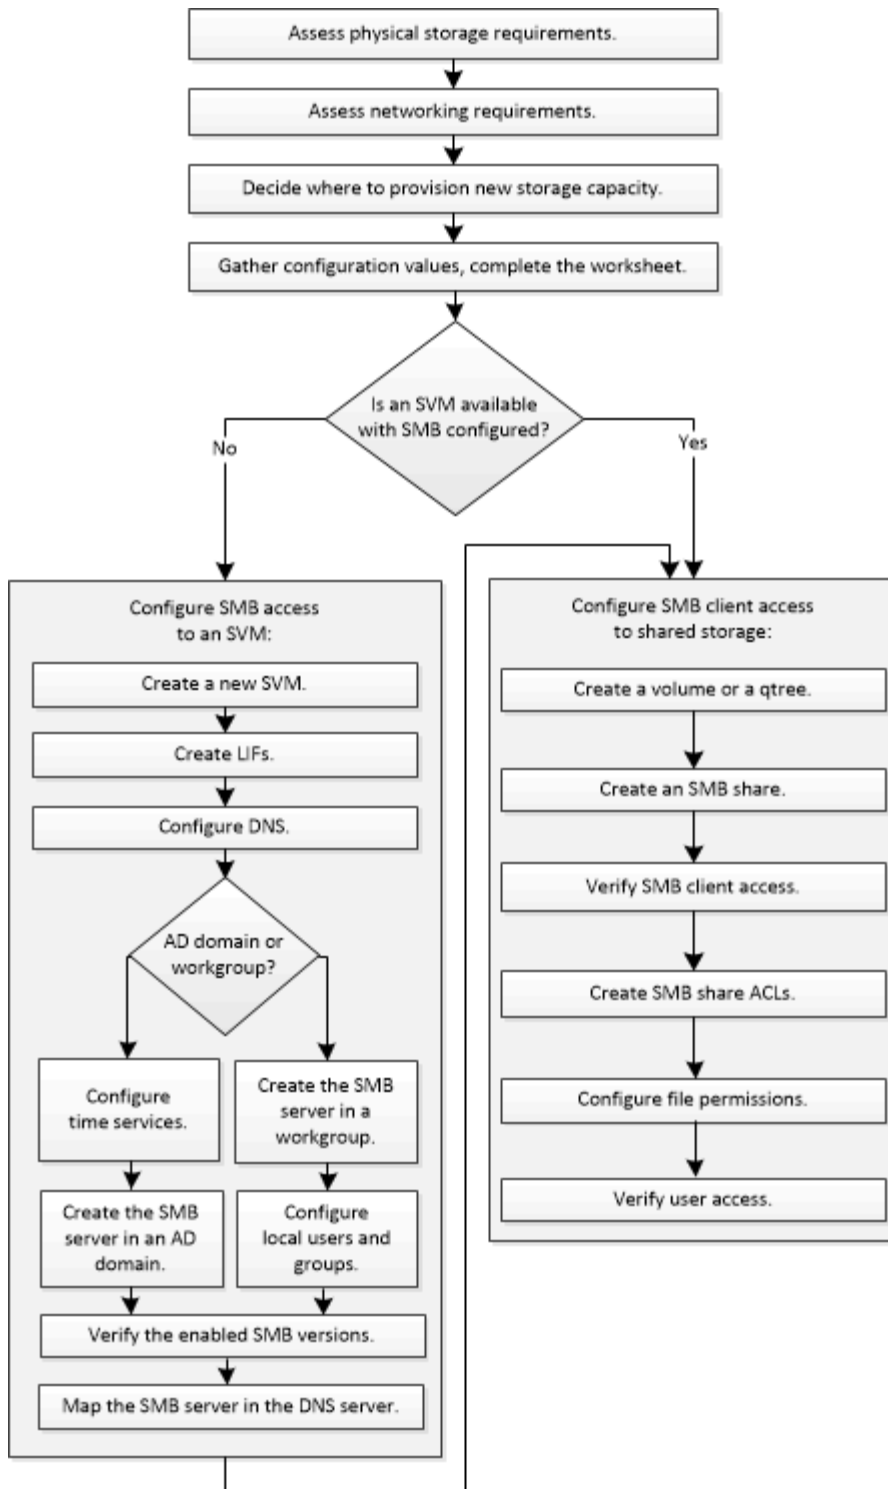 Assess physical storage requirements.
Assess networking requirements.
Decide where to provision new storage capacity.
Gather configuration values, complete the worksheet.
Is an SVM available
with SMB configured?
No
Yes
Configure SMB access
to an SVM:
Create a new SVM.
Create LIFs.
Configure DNS.
AD domain or
workgroup?
Configure
time services.
Create the SMB
server in an AD
domain.
Create the SMB
server in a
workgroup.
Configure
local users and
groups.
Verify the enabled SMB versions.
Map the SMB server in the DNS server.
Configure SMB client access
to shared storage:
Create a volume or a qtree.
Create an SMB share.
Verify SMB client access.
Create SMB share ACLs.
Configure file permissions.
Verify user access.